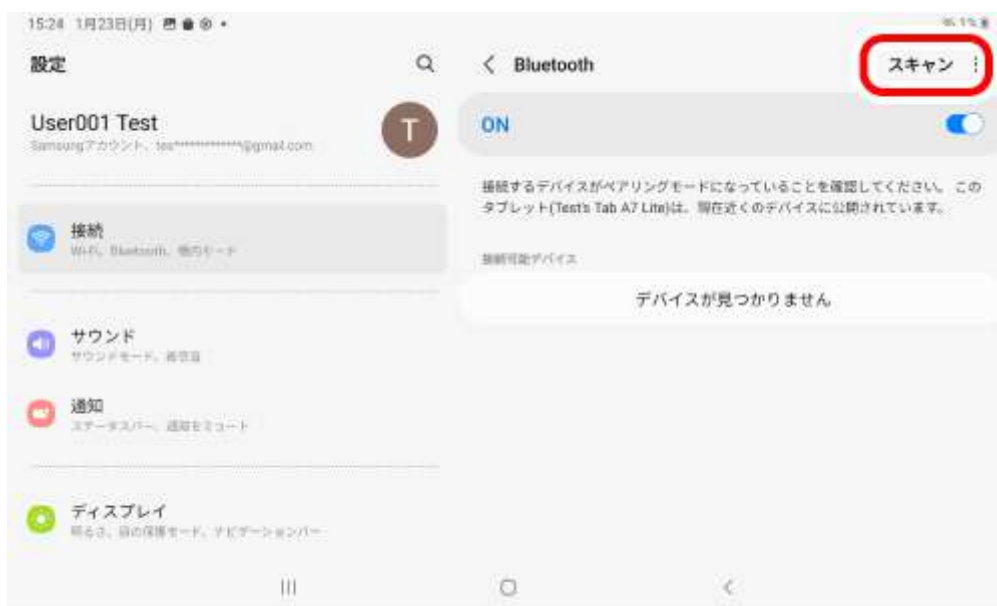 15:24 1月23日(月)
設定
User001 Test
Samsungアカウント、tes*************@gmail.com
T
接続
Wi-Fi、Bluetooth、機内モード
サウンド
サウンドモード、着信音
通知
ステータスバー、通知をミュート
ディスプレイ
明るさ、目の保護モード、ナビゲーションバー
Bluetooth
スキャン
ON
接続するデバイスがペアリングモードになっていることを確認してください。 この
タブレット(Test's Tab A7 Lite)は、現在近くのデバイスに公開されています。
接続可能デバイス
デバイスが見つかりません